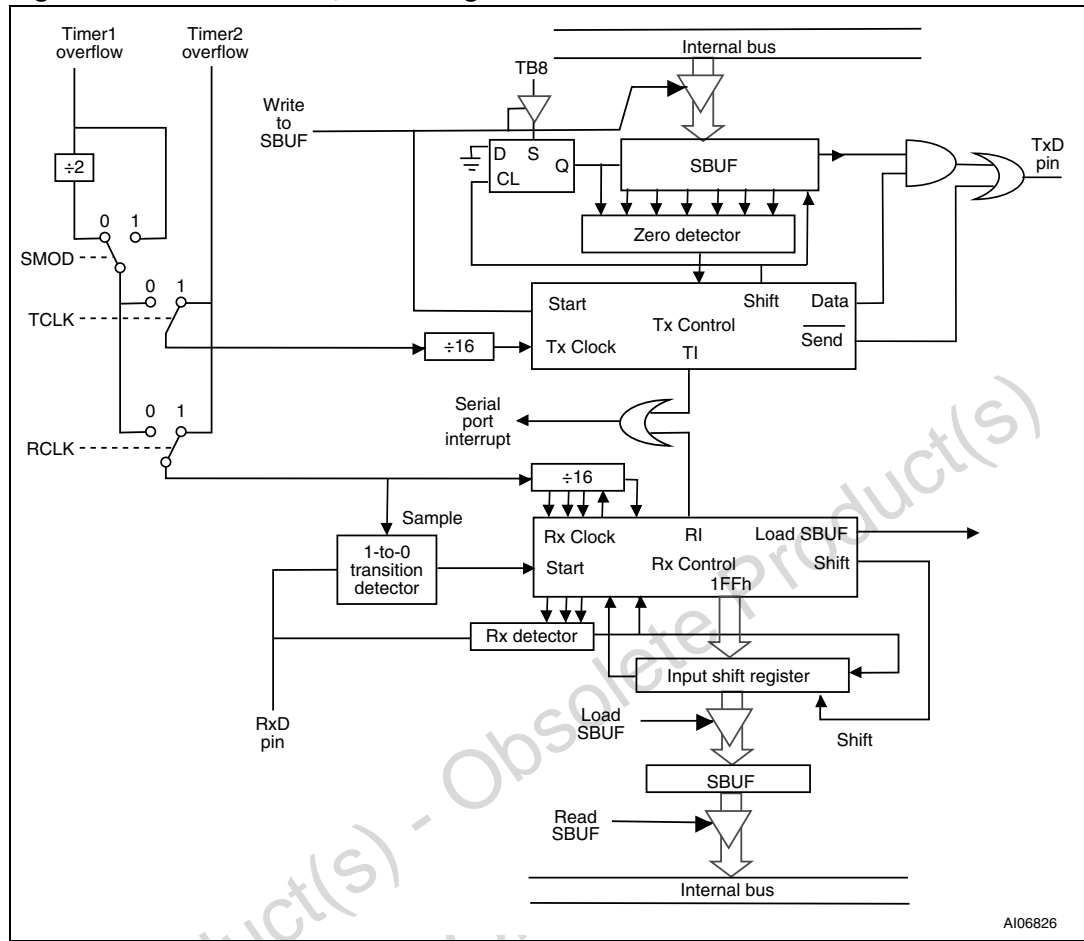 Timer1
overflow
Timer2
overflow
Internal bus
TB8
Write
to
SBUF
D S
Q
CL
SBUF
TxD
pin
÷2
0 1
Zero detector
SMOD
0 1
Start
Shift
Data
TCLK
Tx Control
Send
÷16
Tx Clock
TI
Serial
port
interrupt
0 1
RCLK
÷16
Sample
Rx Clock
RI
Load SBUF
1-to-0
transition
detector
Start
Rx Control
Shift
1FFh
Rx detector
Input shift register
RxD
pin
Load
SBUF
Shift
SBUF
Read
SBUF
Internal bus
AI06826
Product(s) - Obsolete Product(s)